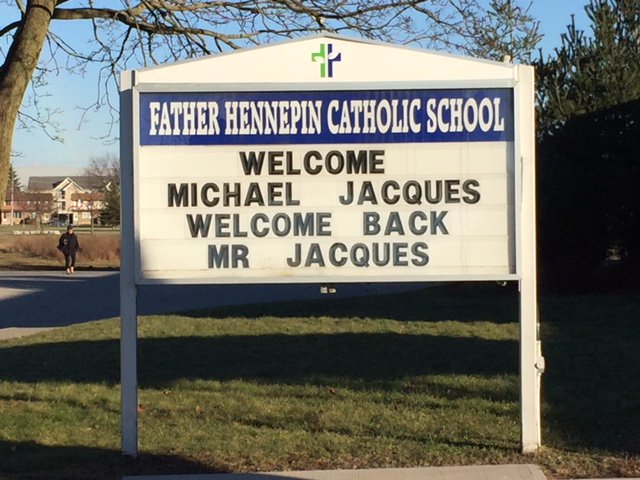 FATHER HENNEPIN CATHOLIC SCHOOL
WELCOME
MICHAEL JACQUES
WELCOME BACK
MR JACQUES